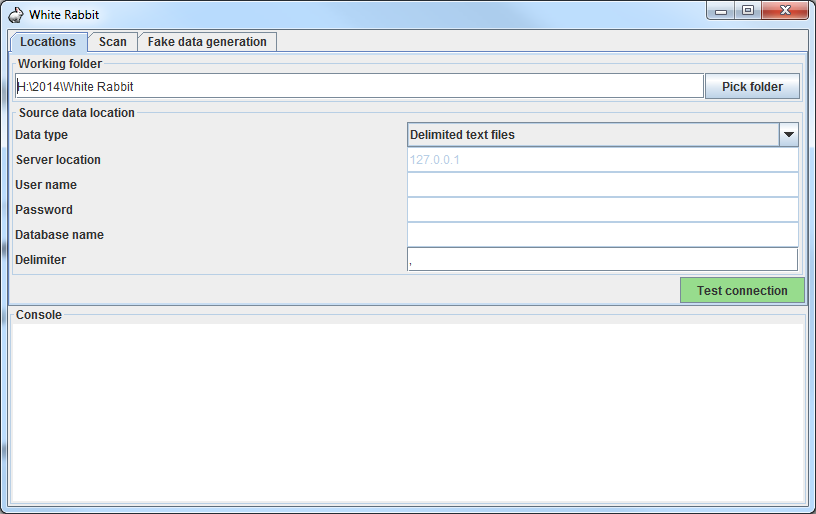 White Rabbit
Locations Scan Fake data generation
Working folder
H:\2014\White Rabbit Pick folder
Source data location
Data type Delimited text files
Server location 127.0.0.1
User name
Password
Database name
Delimiter ,
Test connection
Console